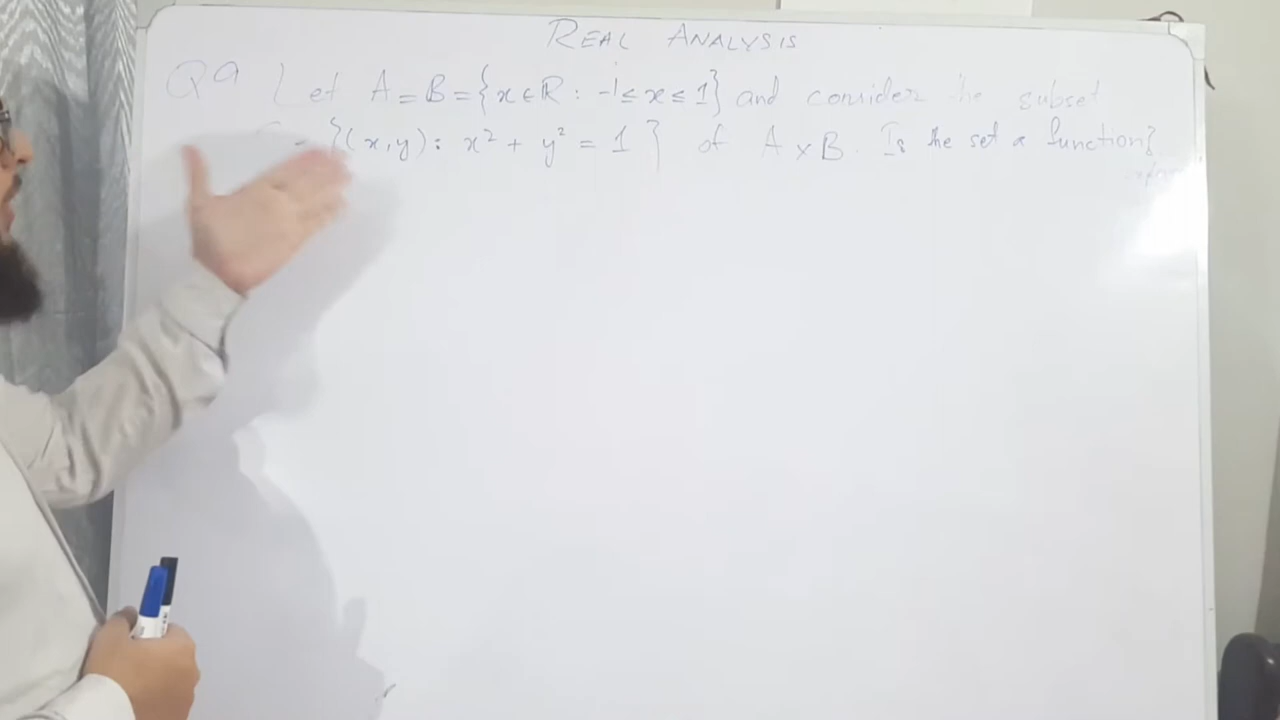 REAL ANALYSIS
Q9 Let A = B = {x ∈ ℝ : -1 ≤ x ≤ 1} and consider the subset
= {(x,y) : x² + y² = 1} of A × B. Is the set a function?